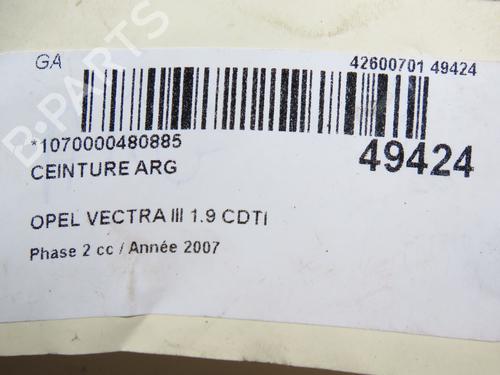 GA 42600701 49424
*1070000480885 49424
CEINTURE ARG
OPEL VECTRA III 1.9 CDTI
Phase 2 cc / Année 2007
B-PARTS